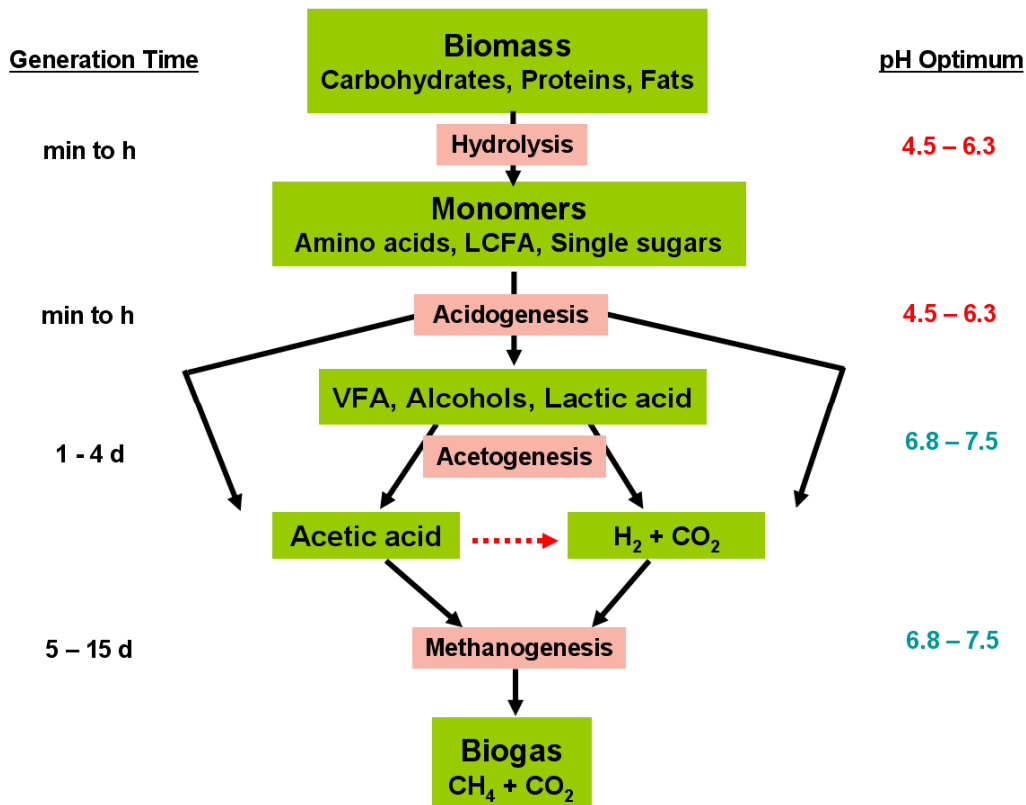 Biomass
Carbohydrates, Proteins, Fats
Generation Time
pH Optimum
min to h
Hydrolysis
4.5 – 6.3
Monomers
Amino acids, LCFA, Single sugars
min to h
Acidogenesis
4.5 – 6.3
VFA, Alcohols, Lactic acid
1 - 4 d
Acetogenesis
6.8 – 7.5
Acetic acid
H₂ + CO₂
5 – 15 d
Methanogenesis
6.8 – 7.5
Biogas
CH₄ + CO₂